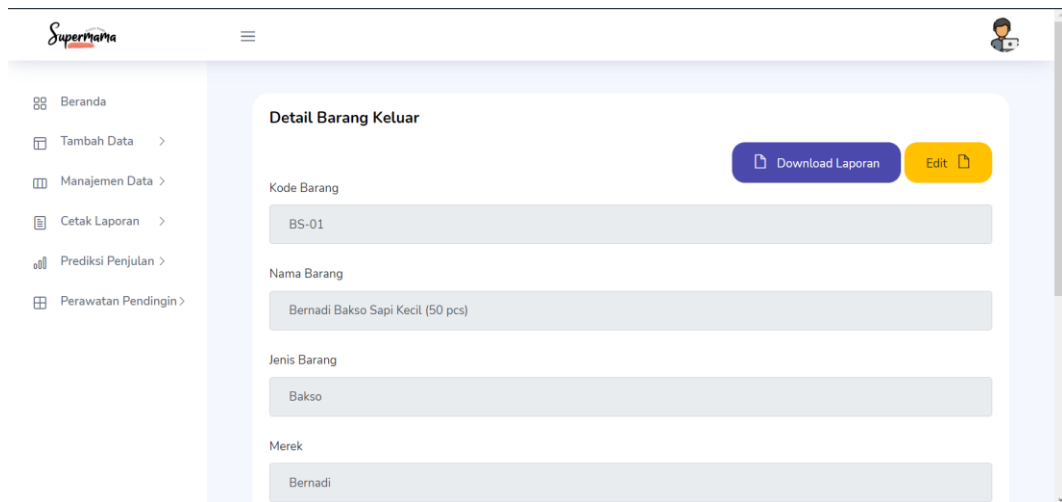 Supermama
Beranda
Tambah Data >
Manajemen Data >
Cetak Laporan >
Prediksi Penjulan >
Perawatan Pendingin >
Detail Barang Keluar
Download Laporan
Edit
Kode Barang
BS-01
Nama Barang
Bernadi Bakso Sapi Kecil (50 pcs)
Jenis Barang
Bakso
Merek
Bernadi